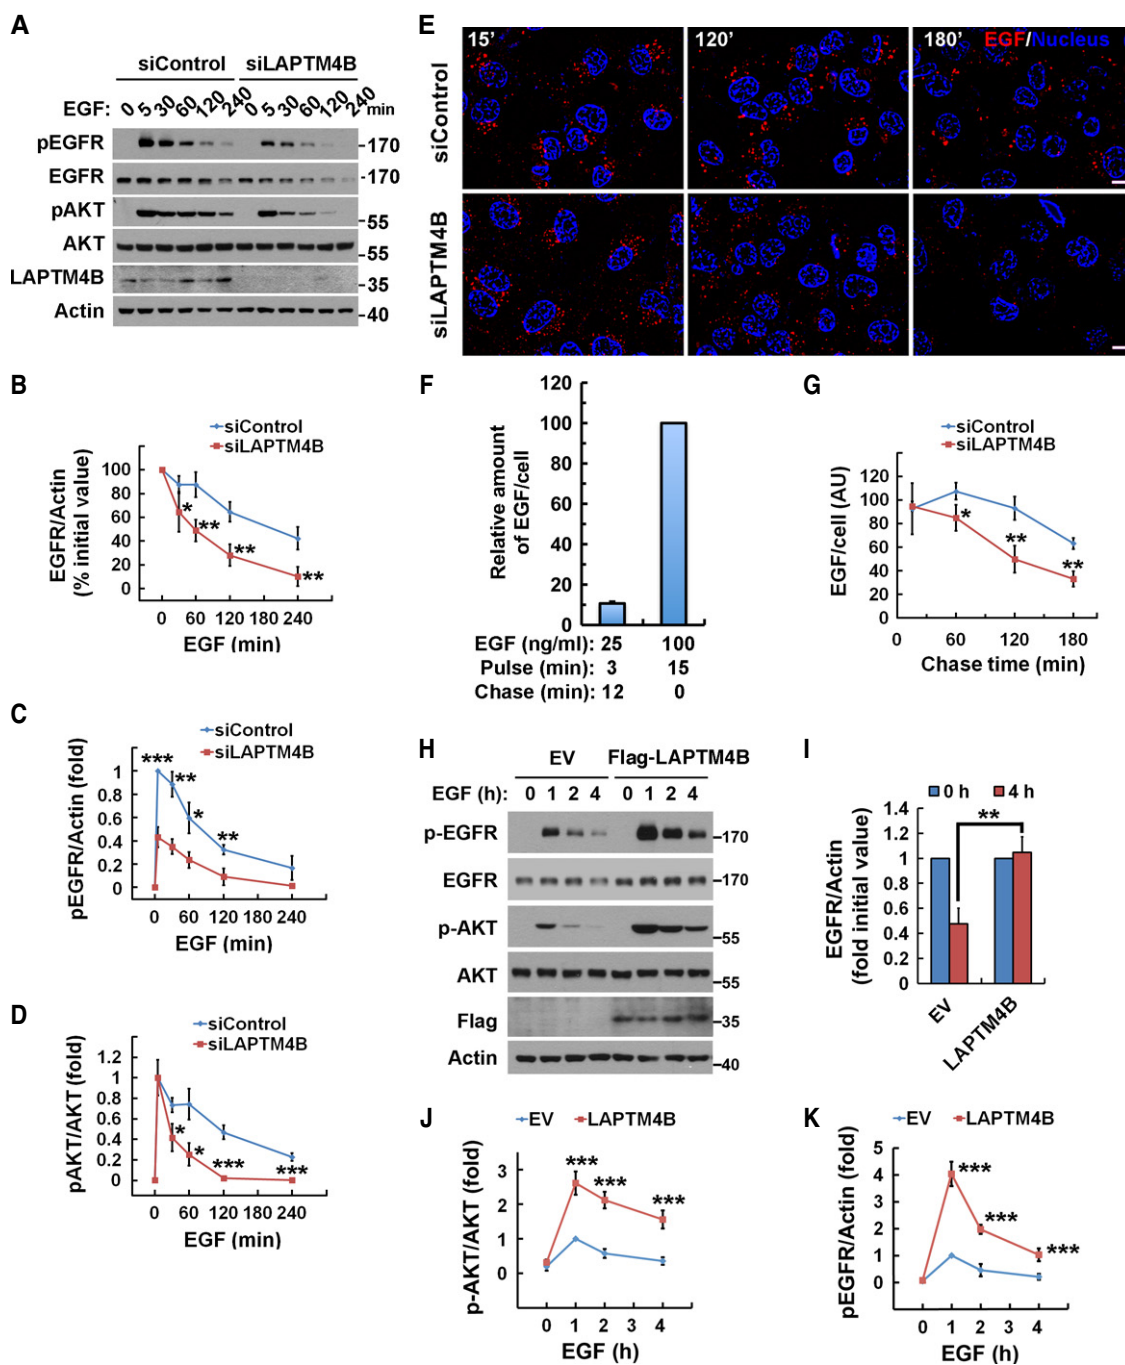 A
siControl siLAPTM4B
EGF: 0 5 30 60 120 240 0 5 30 60 120 240 min
pEGFR -170
EGFR -170
pAKT 55
AKT 55
LAPTM4B 35
Actin 40
E
15' 120' 180' EGF/Nucleus
siControl
siLAPTM4B
B
siControl
siLAPTM4B
EGFR/Actin
(% initial value)
100
80
60
40
20
0
* ** ** **
0 60 120 180 240
EGF (min)
F
Relative amount
of EGF/cell
120
100
80
60
40
20
0
EGF (ng/ml): 25 100
Pulse (min): 3 15
Chase (min): 12 0
G
siControl
siLAPTM4B
EGF/cell (AU)
120
100
80
60
40
20
0
* ** **
0 60 120 180
Chase time (min)
C
siControl
siLAPTM4B
pEGFR/Actin (fold)
1
0.8
0.6
0.4
0.2
0
*** ** * **
0 60 120 180 240
EGF (min)
D
siControl
siLAPTM4B
pAKT/AKT (fold)
1.2
1
0.8
0.6
0.4
0.2
0
* * *** ***
0 60 120 180 240
EGF (min)
H
EV Flag-LAPTM4B
EGF (h): 0 1 2 4 0 1 2 4
p-EGFR 170
EGFR 170
p-AKT 55
AKT 55
Flag 35
Actin 40
I
0 h 4 h
EGFR/Actin
(fold initial value)
1.4
1.2
1
0.8
0.6
0.4
0.2
0
**
EV LAPTM4B
J
EV LAPTM4B
p-AKT/AKT (fold)
3
2
1
0
*** *** ***
0 1 2 3 4
EGF (h)
K
EV LAPTM4B
pEGFR/Actin (fold)
5
4
3
2
1
0
*** *** ***
0 1 2 3 4
EGF (h)